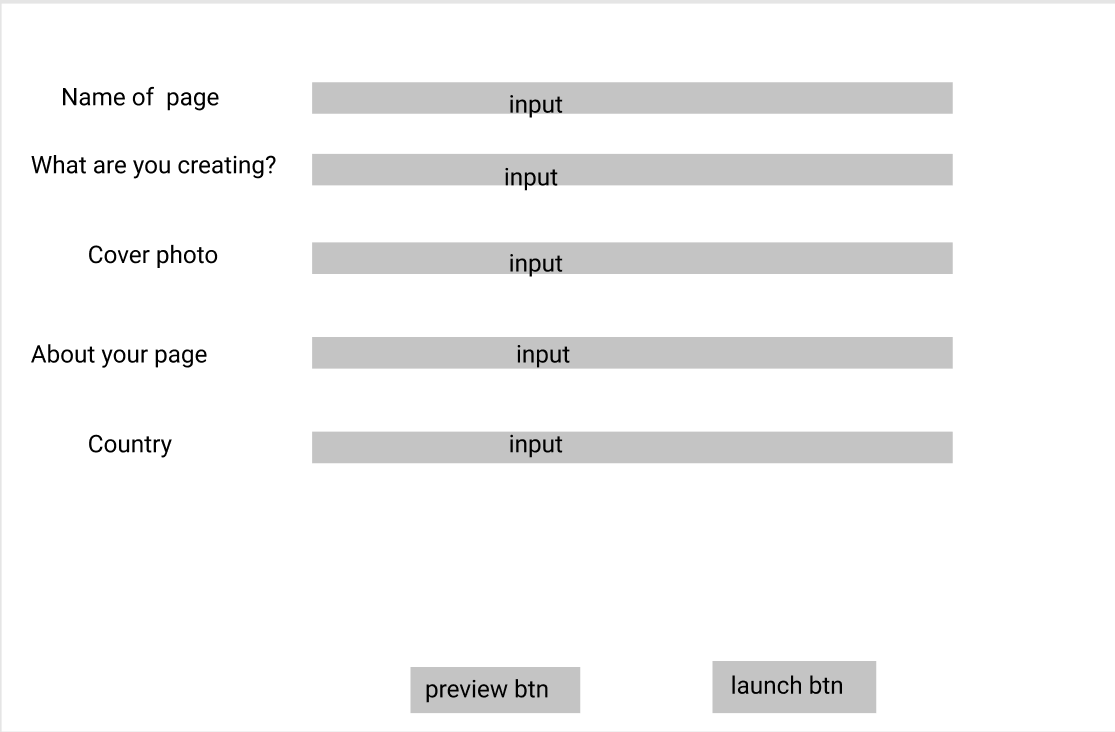 Name of  page
input
What are you creating?
input
Cover photo
input
About your page
input
Country
input
preview btn
launch btn